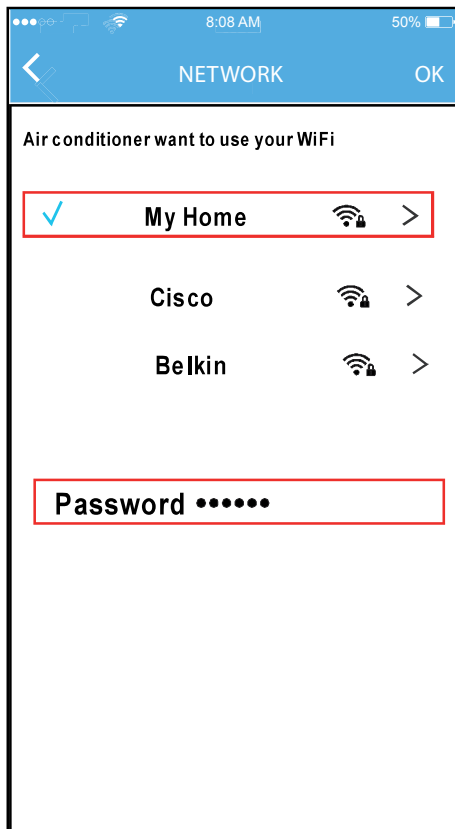 8:08 AM 50%
NETWORK OK
Air conditioner want to use your WiFi
My Home
Cisco
Belkin
Password ••••••